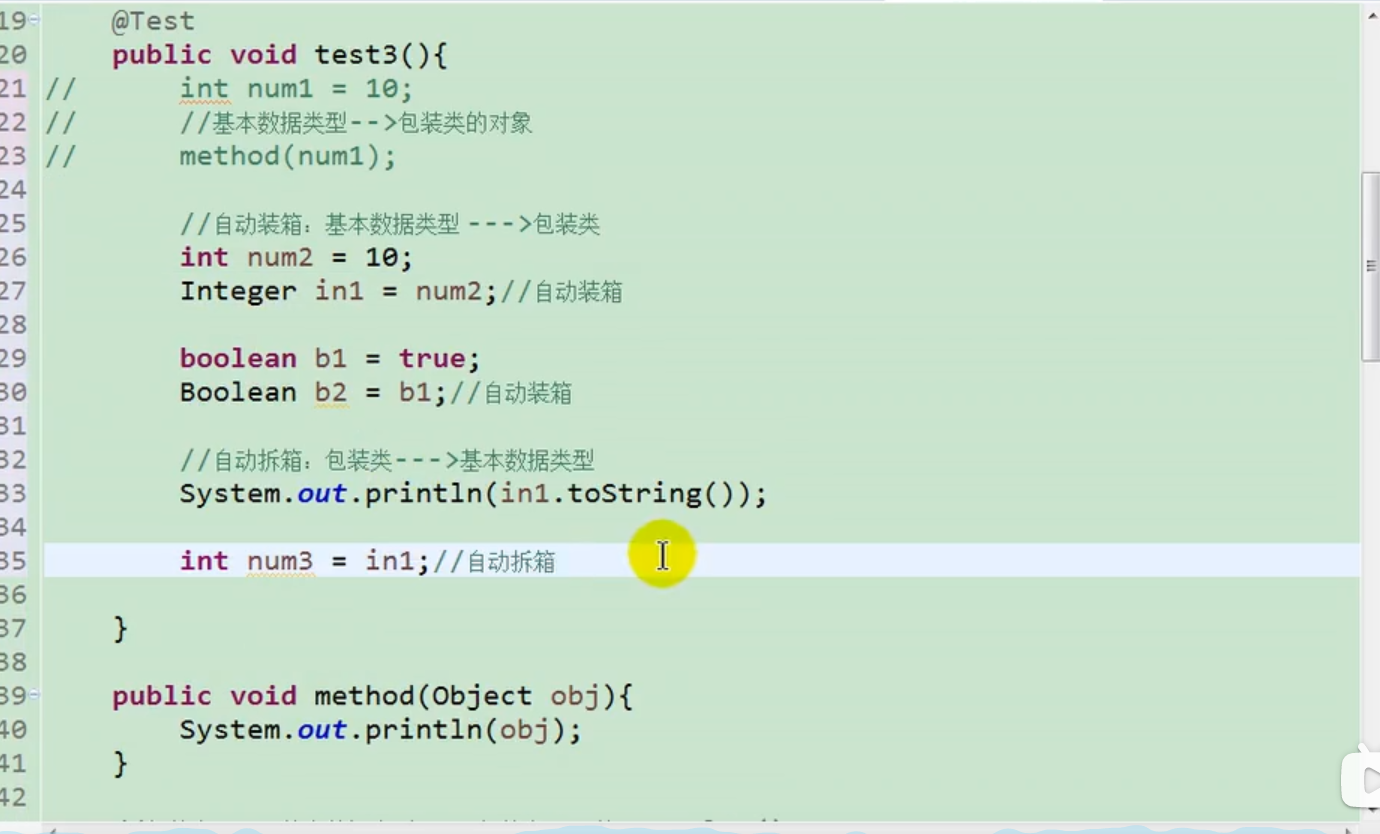 19 @Test
20 public void test3(){
21 // int num1 = 10;
22 // //基本数据类型-->包装类的对象
23 // method(num1);
24
25 //自动装箱：基本数据类型 --->包装类
26 int num2 = 10;
27 Integer in1 = num2;//自动装箱
28
29 boolean b1 = true;
30 Boolean b2 = b1;//自动装箱
31
32 //自动拆箱：包装类--->基本数据类型
33 System.out.println(in1.toString());
34
35 int num3 = in1;//自动拆箱
36
37 }
38
39 public void method(Object obj){
40 System.out.println(obj);
41 }
42